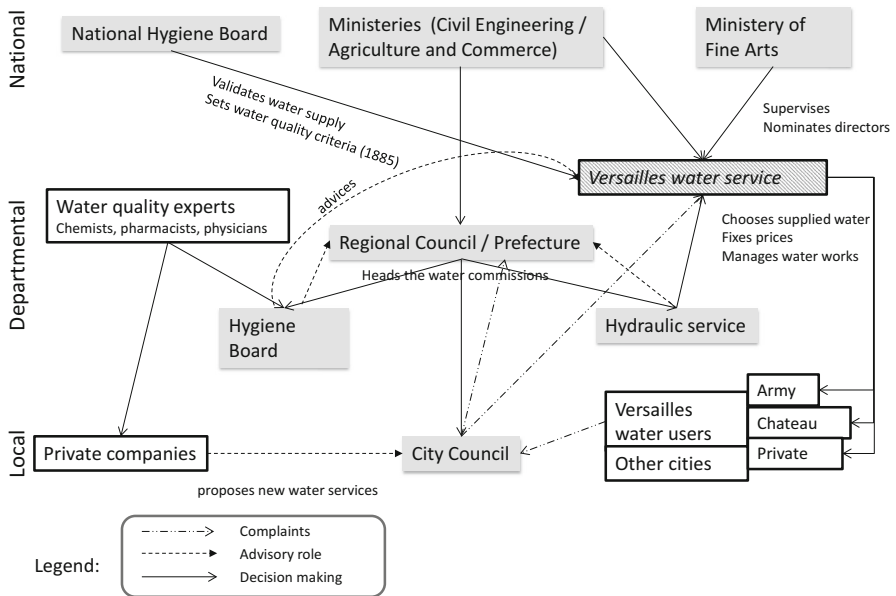 National
National Hygiene Board
Ministeries (Civil Engineering /
Agriculture and Commerce)
Ministry of
Fine Arts
Validates water supply
Sets water quality criteria (1885)
Supervises
Nominates directors
advices
Versailles water service
Departmental
Water quality experts
Chemists, pharmacists, physicians
Chooses supplied water
Fixes prices
Manages water works
Regional Council / Prefecture
Heads the water commissions
Hygiene
Board
Hydraulic service
Local
Private companies
City Council
Versailles
water users
Other cities
Army
Chateau
Private
proposes new water services
Legend:
Complaints
Advisory role
Decision making